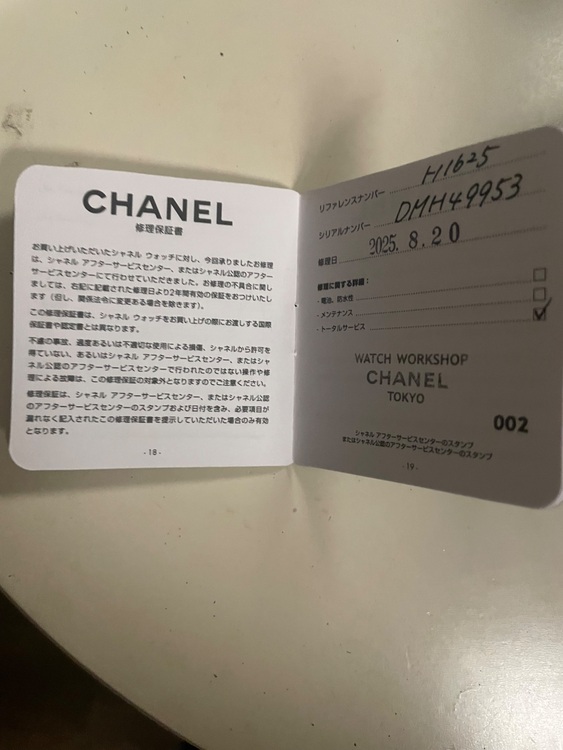 CHANEL
修理保証書
お買い上げいただいたシャネル ウォッチに対し、今回承りましたお修理
は、シャネル アフターサービスセンター、またはシャネル公認のアフター
サービスセンターにて行わせていただきました。お修理の不具合に関し
ましては、右記に記載された修理日より2年間有効の保証をおつけいたし
ます（但し、関係法令に変更ある場合を除きます）。
この修理保証書は、シャネル ウォッチをお買上げの際にお渡しする国際
保証書や認定書とは異なります。
不慮の事故、過度あるいは不適切な使用による損傷、シャネルから許可を
得ていない、あるいはシャネル アフターサービスセンター、またはシャ
ネル公認のアフターサービスセンターで行われたのではない操作や修
理による故障は、この修理保証の対象外となりますのでご注意ください。
修理保証は、シャネル アフターサービスセンター、またはシャネル公認
のアフターサービスセンターのスタンプおよび日付を含み、必要項目が
漏れなく記入されたこの修理保証書を提示していただいた場合のみ有効
となります。
- 18 -
リファレンスナンバー H1625
シリアルナンバー DMH49953
修理日 2025. 8. 20
修理に関する詳細：
・電池、防水性
・メンテナンス
・トータルサービス
WATCH WORKSHOP
CHANEL
TOKYO
002
シャネル アフターサービスセンターのスタンプ
またはシャネル公認のアフターサービスセンターのスタンプ
- 19 -